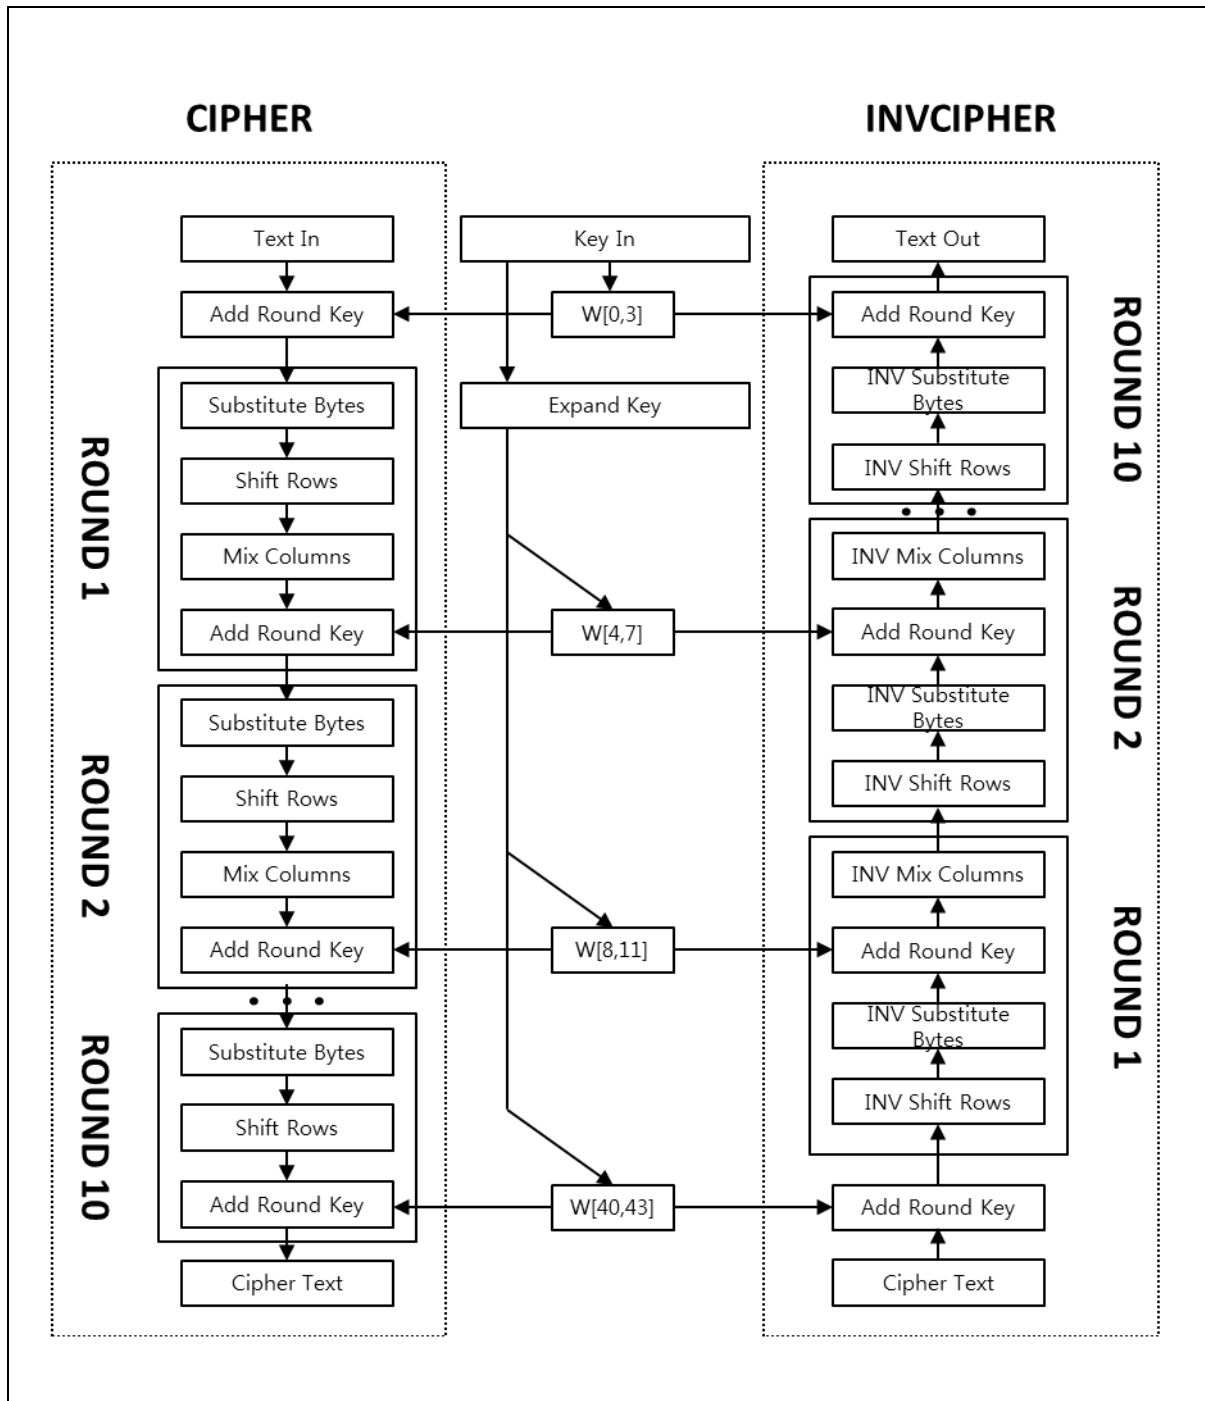 CIPHER
INVCIPHER
Text In
Key In
Text Out
Add Round Key
W[0,3]
Add Round Key
Substitute Bytes
Expand Key
INV Substitute
Bytes
Shift Rows
INV Shift Rows
ROUND 1
ROUND 10
Mix Columns
INV Mix Columns
Add Round Key
W[4,7]
Add Round Key
Substitute Bytes
INV Substitute
Bytes
Shift Rows
INV Shift Rows
ROUND 2
ROUND 2
Mix Columns
INV Mix Columns
Add Round Key
W[8,11]
Add Round Key
• • •
• • •
Substitute Bytes
INV Substitute
Bytes
Shift Rows
INV Shift Rows
ROUND 10
ROUND 1
Add Round Key
W[40,43]
Add Round Key
Cipher Text
Cipher Text